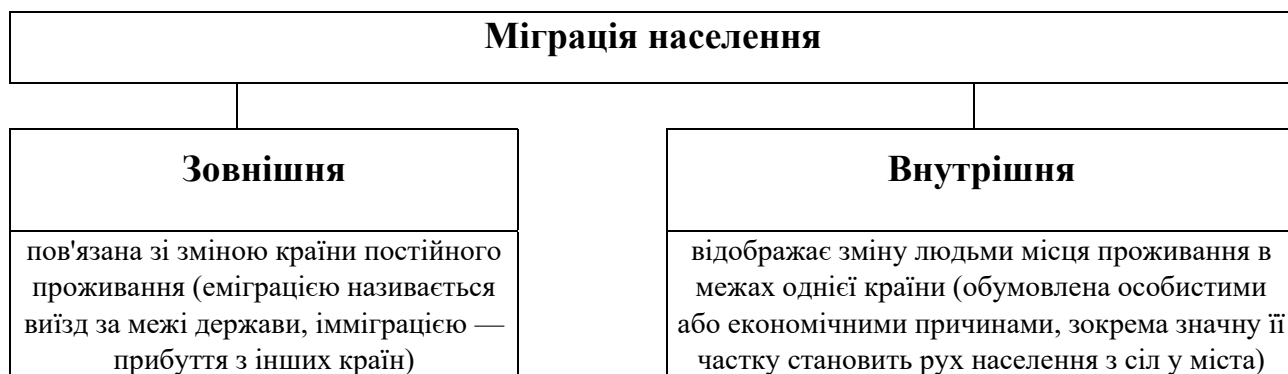 Міграція населення
Зовнішня
пов'язана зі зміною країни постійного
проживання (еміграцією називається
виїзд за межі держави, імміграцією —
прибуття з інших країн)
Внутрішня
відображає зміну людьми місця проживання в
межах однієї країни (обумовлена особистими
або економічними причинами, зокрема значну її
частку становить рух населення з сіл у міста)